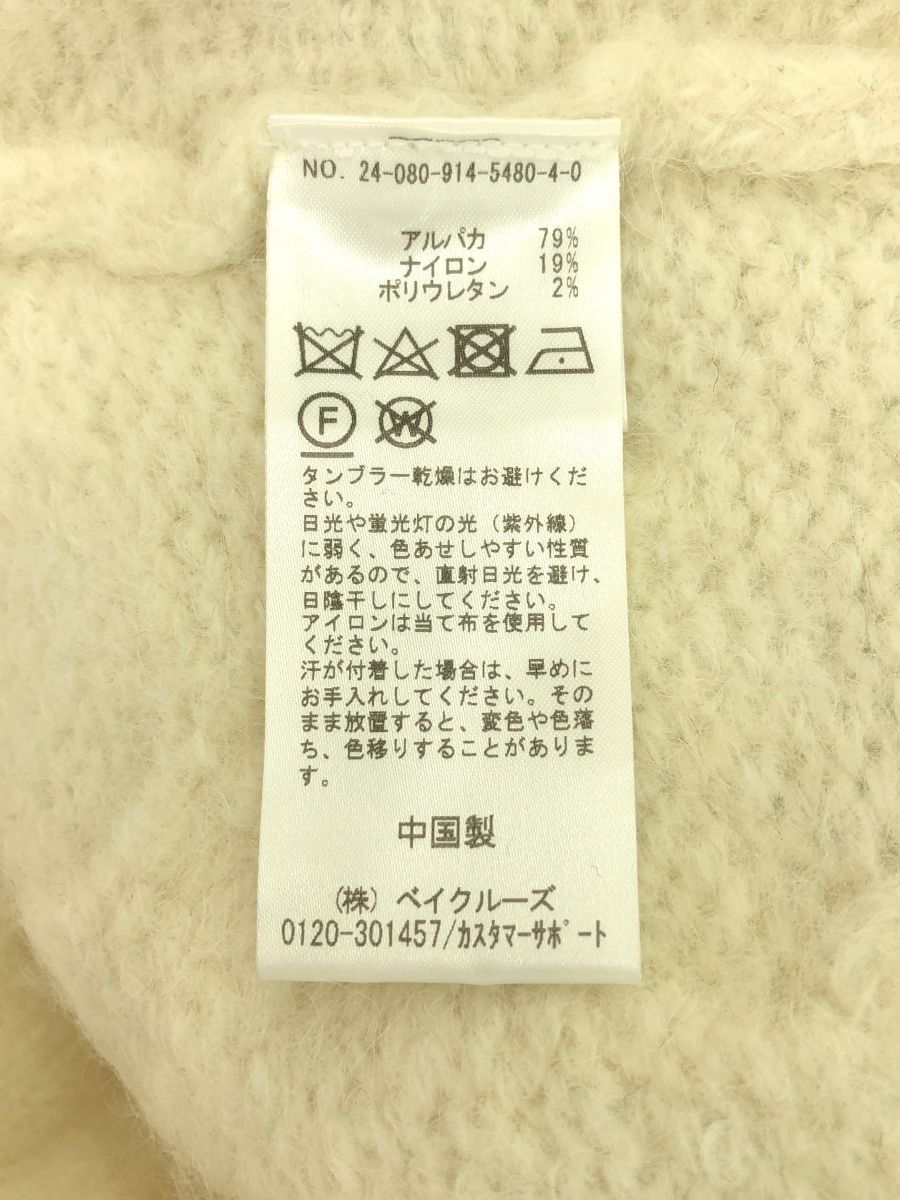 NO. 24-080-914-5480-4-0
アルパカ 79%
ナイロン 19%
ポリウレタン 2%
F
W
タンブラー乾燥はお避けくだ
さい。
日光や蛍光灯の光（紫外線）
に弱く、色あせしやすい性質
があるので、直射日光を避け、
日陰干しにしてください。
アイロンは当て布を使用して
ください。
汗が付着した場合は、早めに
お手入れしてください。その
まま放置すると、変色や色落
ち、色移りすることがありま
す。
中国製
(株) ベイクルーズ
0120-301457/ｶｽﾀﾏｰｻﾎﾟｰﾄ